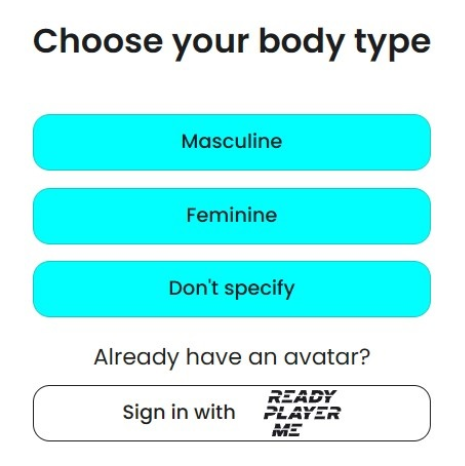 Choose your body type
Masculine
Feminine
Don't specify
Already have an avatar?
Sign in with
READY
PLAYER
ME